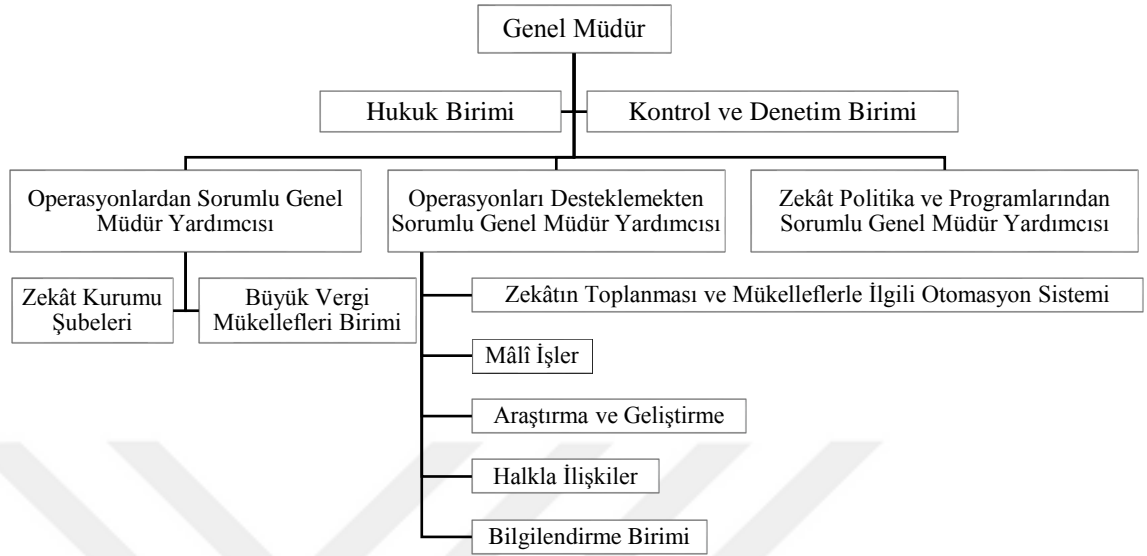 Genel Müdür
Hukuk Birimi
Kontrol ve Denetim Birimi
Operasyonlardan Sorumlu Genel
Müdür Yardımcısı
Operasyonları Desteklemekten
Sorumlu Genel Müdür Yardımcısı
Zekât Politika ve Programlarından
Sorumlu Genel Müdür Yardımcısı
Zekât Kurumu
Şubeleri
Büyük Vergi
Mükellefleri Birimi
Zekâtın Toplanması ve Mükelleflerle İlgili Otomasyon Sistemi
Mâlî İşler
Araştırma ve Geliştirme
Halkla İlişkiler
Bilgilendirme Birimi